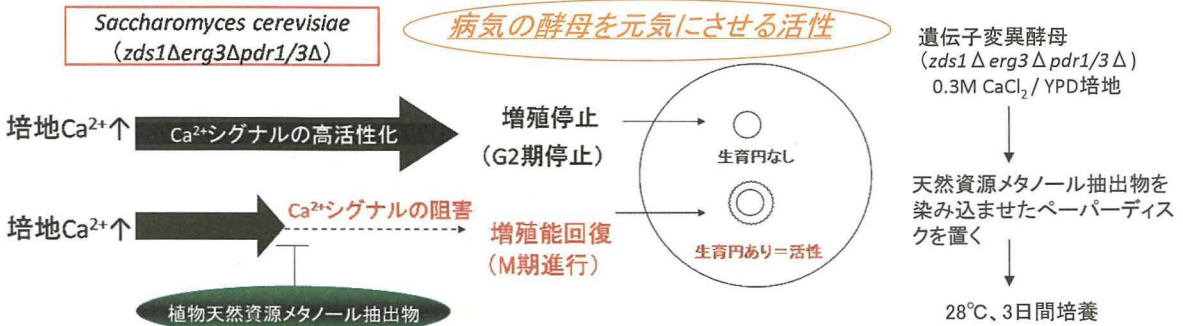 Saccharomyces cerevisiae
(zds1Δerg3Δpdr1/3Δ)
病気の酵母を元気にさせる活性
培地Ca²⁺↑
Ca²⁺シグナルの高活性化
増殖停止
(G2期停止)
生育円なし
培地Ca²⁺↑
Ca²⁺シグナルの阻害
増殖能回復
(M期進行)
生育円あり=活性
植物天然資源メタノール抽出物
遺伝子変異酵母
(zds1Δerg3Δpdr1/3Δ)
0.3M CaCl₂/YPD培地
天然資源メタノール抽出物を
染み込ませたペーパーディス
クを置く
28℃、3日間培養